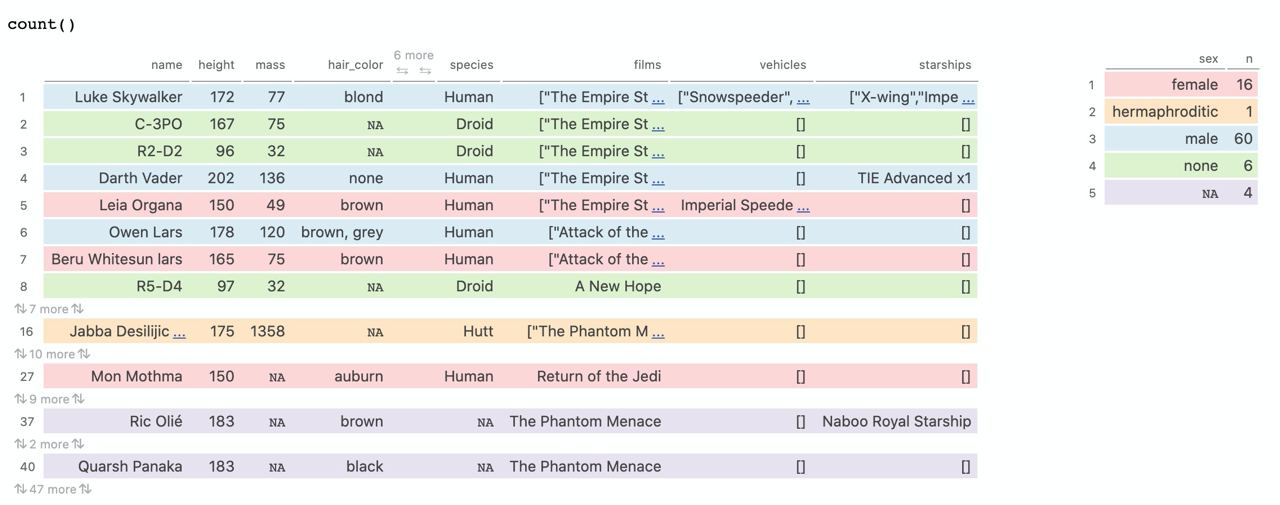 count()
name height mass hair_color 6 more ⇆ ⇆ species films vehicles starships
1 Luke Skywalker 172 77 blond Human ["The Empire St ... ["Snowspeeder", ... ["X-wing","Impe ...
2 C-3PO 167 75 NA Droid ["The Empire St ... [] []
3 R2-D2 96 32 NA Droid ["The Empire St ... [] []
4 Darth Vader 202 136 none Human ["The Empire St ... [] TIE Advanced x1
5 Leia Organa 150 49 brown Human ["The Empire St ... Imperial Speede ... []
6 Owen Lars 178 120 brown, grey Human ["Attack of the ... [] []
7 Beru Whitesun lars 165 75 brown Human ["Attack of the ... [] []
8 R5-D4 97 32 NA Droid A New Hope [] []
⇅ 7 more ⇅
16 Jabba Desilijic ... 175 1358 NA Hutt ["The Phantom M ... [] []
⇅ 10 more ⇅
27 Mon Mothma 150 NA auburn Human Return of the Jedi [] []
⇅ 9 more ⇅
37 Ric Olié 183 NA brown NA The Phantom Menace [] Naboo Royal Starship
⇅ 2 more ⇅
40 Quarsh Panaka 183 NA black NA The Phantom Menace [] []
⇅ 47 more ⇅
sex n
1 female 16
2 hermaphroditic 1
3 male 60
4 none 6
5 NA 4